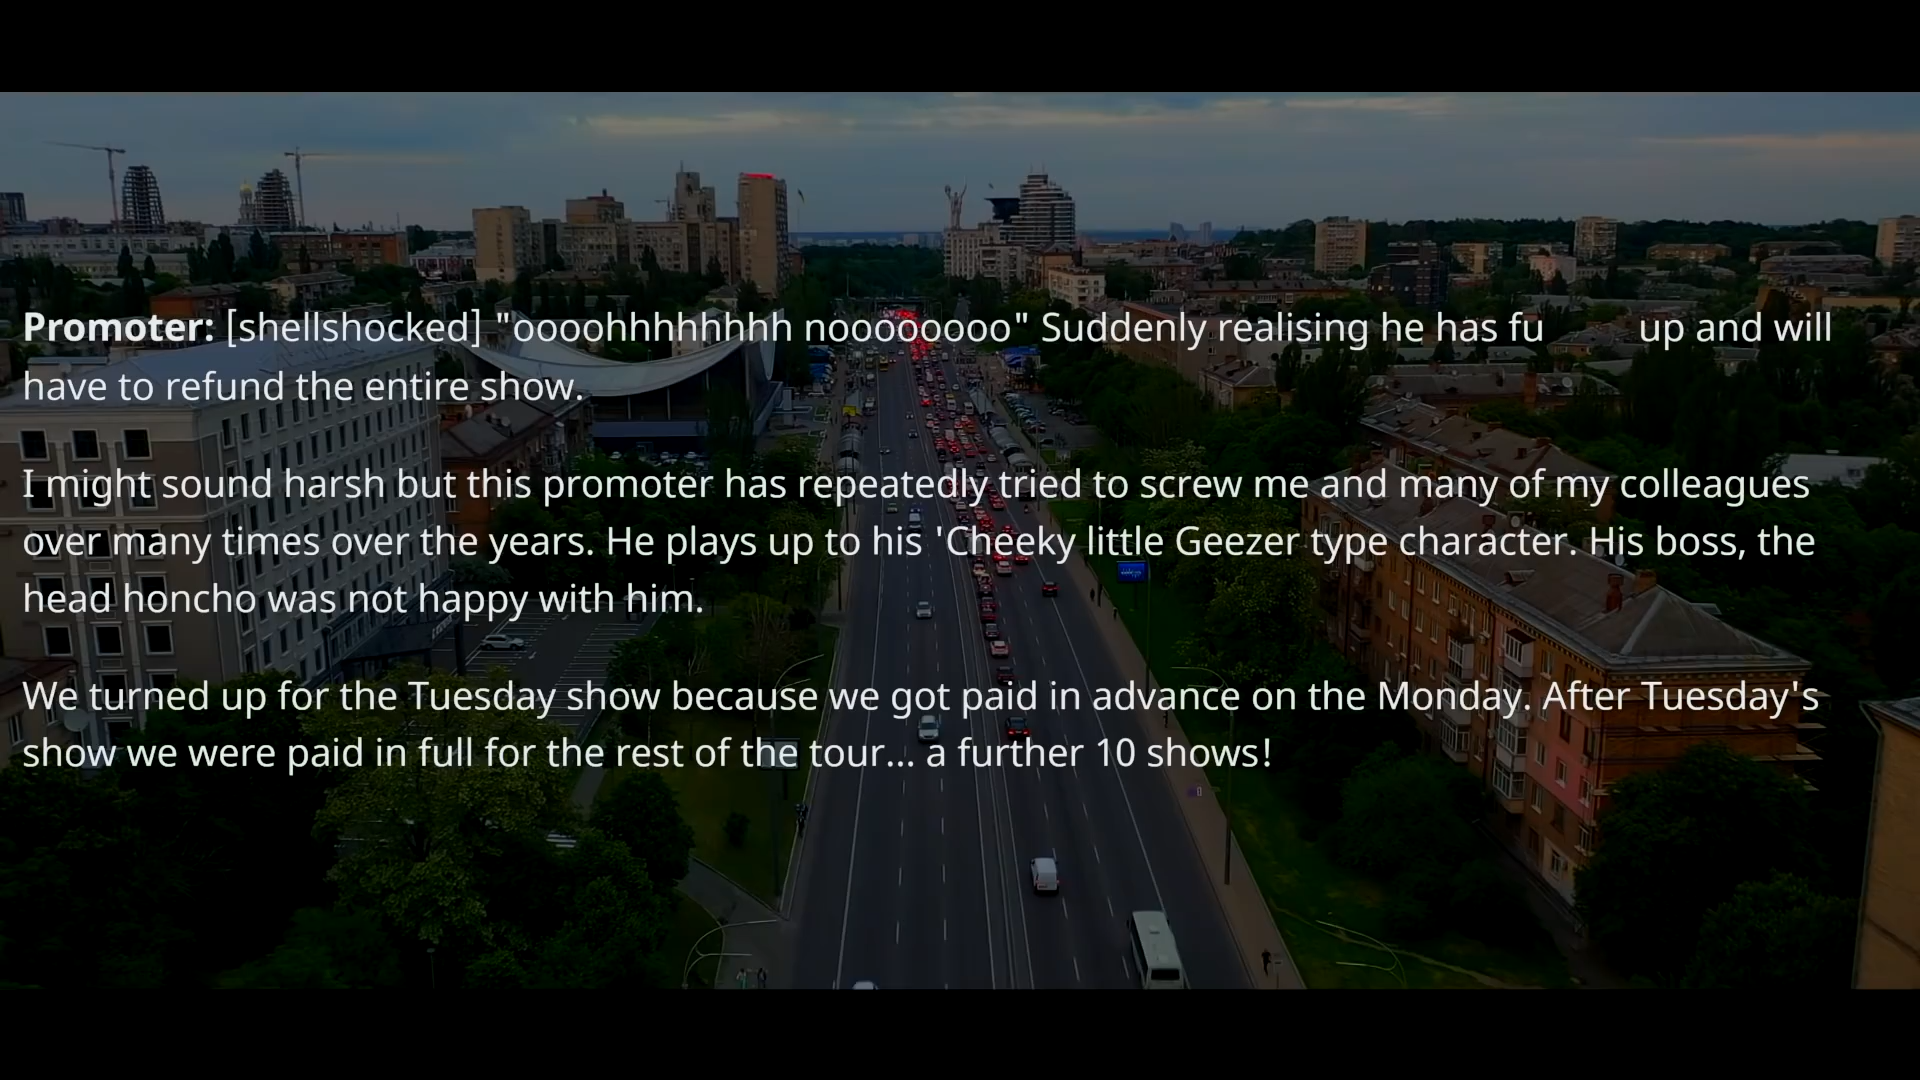 Promoter: [shellshocked] "oooohhhhhhhh noooooooo" Suddenly realising he has fu up and will
have to refund the entire show.
I might sound harsh but this promoter has repeatedly tried to screw me and many of my colleagues
over many times over the years. He plays up to his 'Cheeky little Geezer type character. His boss, the
head honcho was not happy with him.
We turned up for the Tuesday show because we got paid in advance on the Monday. After Tuesday's
show we were paid in full for the rest of the tour... a further 10 shows!